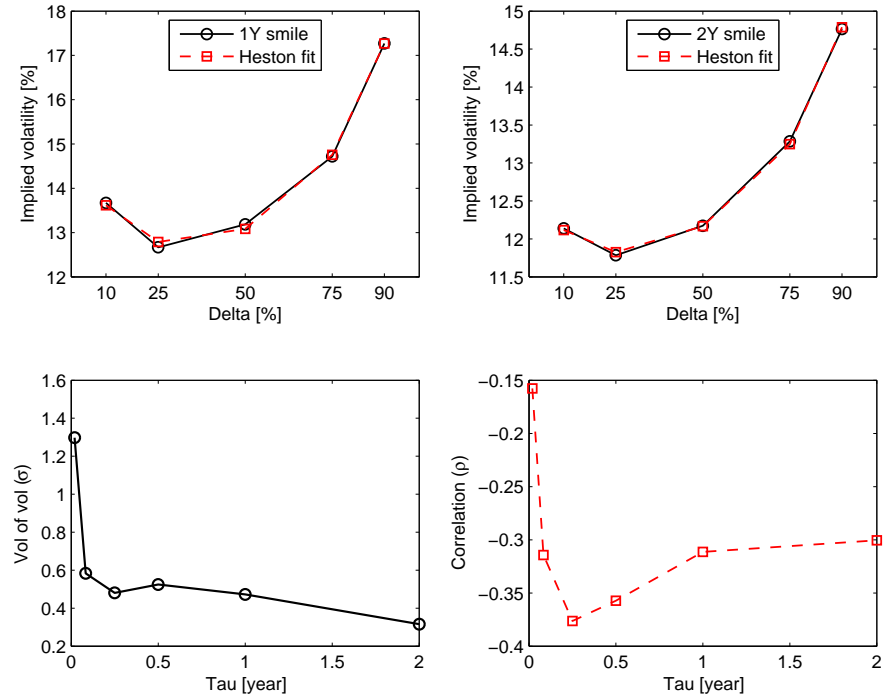 18
17
16
15
14
13
12
Implied volatility [%]
1Y smile
Heston fit
10 25 50 75 90
Delta [%]
15
14.5
14
13.5
13
12.5
12
11.5
Implied volatility [%]
2Y smile
Heston fit
10 25 50 75 90
Delta [%]
1.6
1.4
1.2
1
0.8
0.6
0.4
0.2
Vol of vol (σ)
0 0.5 1 1.5 2
Tau [year]
−0.15
−0.2
−0.25
−0.3
−0.35
−0.4
Correlation (ρ)
0 0.5 1 1.5 2
Tau [year]